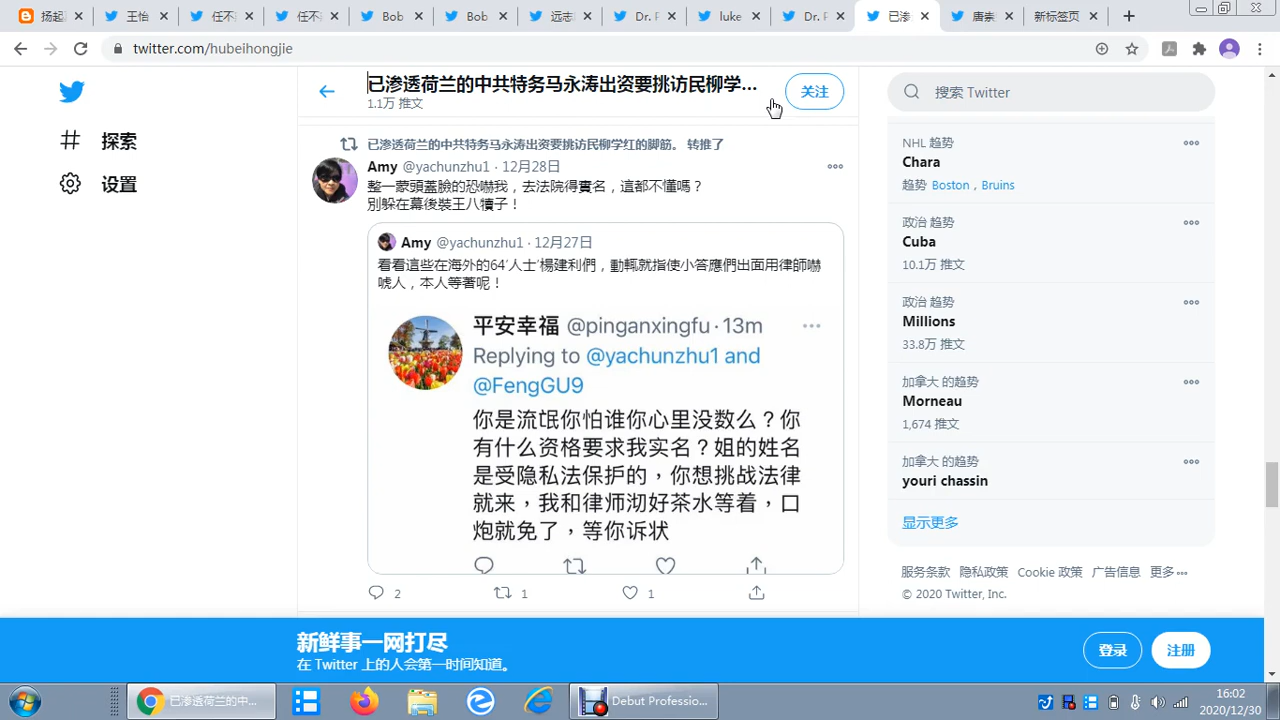 扬起
王怡
任不
任不
Bob
Bob
远志
Dr. F
luke
Dr. F
已渗
唐素
新标签页
twitter.com/hubeihongjie
已渗透荷兰的中共特务马永涛出资要挑访民柳学...
1.1万 推文
关注
搜索 Twitter
探索
设置
已渗透荷兰的中共特务马永涛出资要挑访民柳学红的脚筋。 转推了
Amy @yachunzhu1 · 12月28日
整一蒙頭蓋臉的恐嚇我，去法院得實名，這都不懂嗎？
別躲在幕後裝王八犢子！
Amy @yachunzhu1 · 12月27日
看看這些在海外的64‘人士’楊建利們，動輒就指使小答應們出面用律師嚇
唬人，本人等著呢！
平安幸福 @pinganxingfu · 13m
Replying to @yachunzhu1 and
@FengGU9
你是流氓你怕谁你心里没数么？你
有什么资格要求我实名？姐的姓名
是受隐私法保护的，你想挑战法律
就来，我和律师沏好茶水等着，口
炮就免了，等你诉状
2
1
1
NHL 趋势
Chara
趋势 Boston，Bruins
政治 趋势
Cuba
10.1万 推文
政治 趋势
Millions
33.8万 推文
加拿大 的趋势
Morneau
1,674 推文
加拿大 的趋势
youri chassin
显示更多
服务条款 隐私政策 Cookie 政策 广告信息 更多
© 2020 Twitter, Inc.
新鲜事一网打尽
在 Twitter 上的人会第一时间知道。
登录
注册
已渗透荷兰的中...
Debut Professio...
16:02
2020/12/30